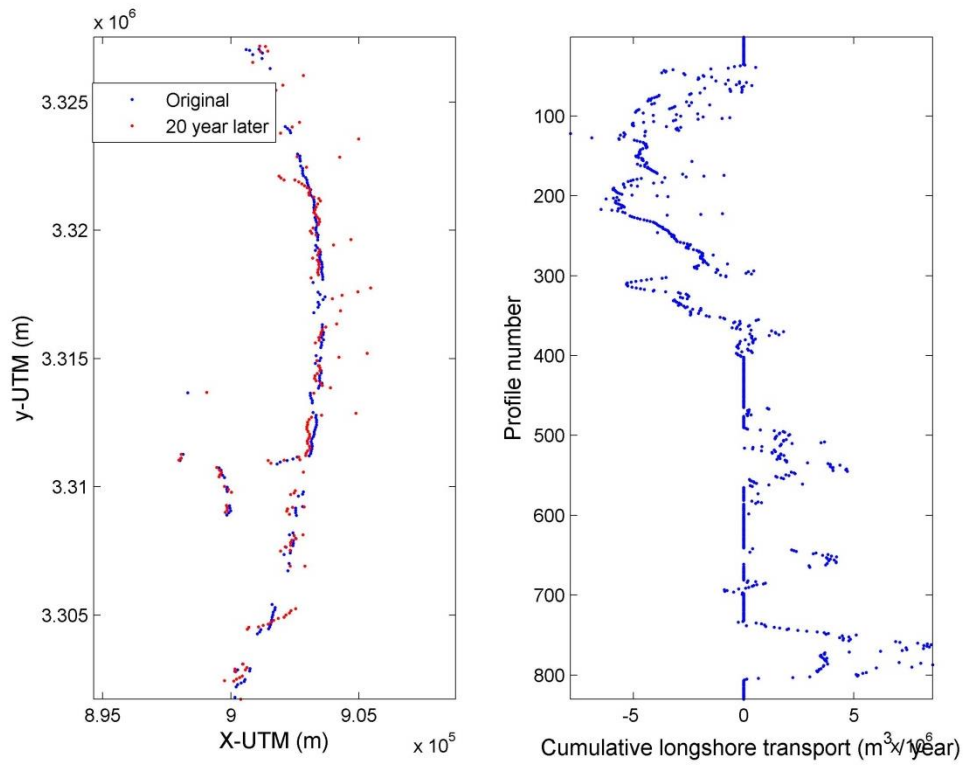 x 10^6
3.325
3.32
3.315
3.31
3.305
y-UTM (m)
Original
20 year later
8.95
9
9.05
X-UTM (m)
x 10^5
100
200
300
400
500
600
700
800
Profile number
-5
0
5
Cumulative longshore transport (m^3/year)
x 10^6